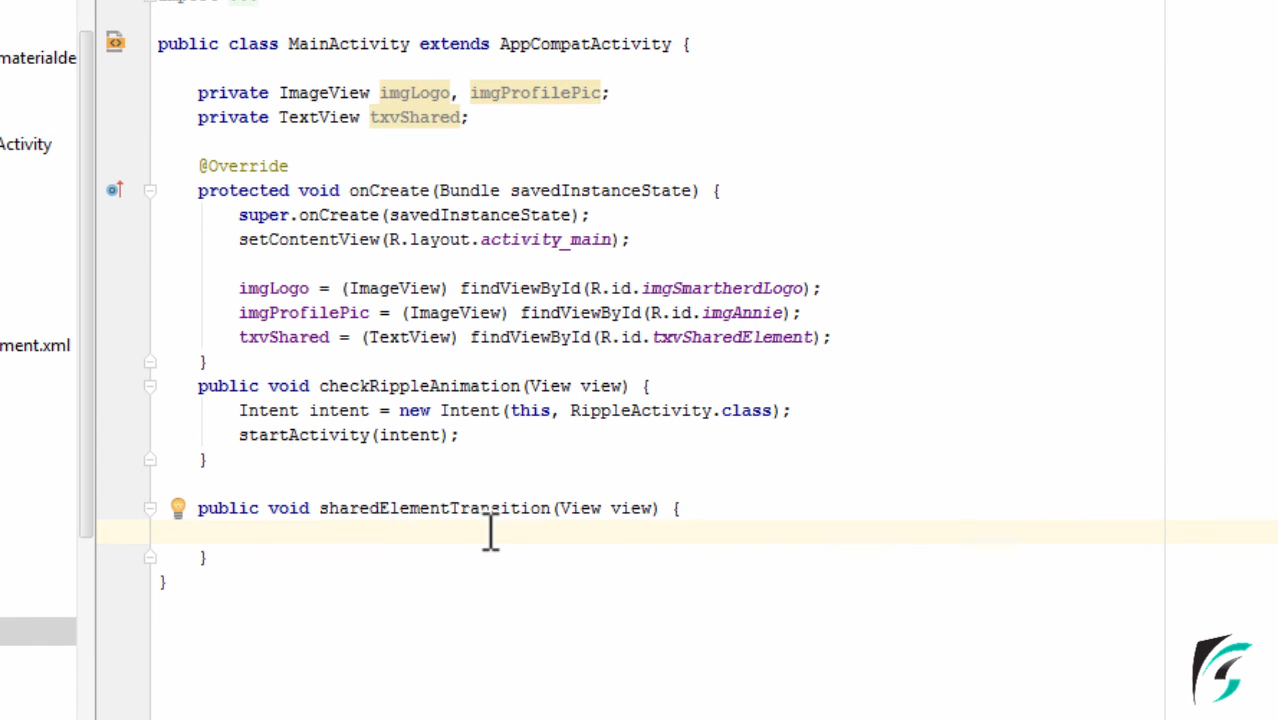 public class MainActivity extends AppCompatActivity {
materialde
private ImageView imgLogo, imgProfilePic;
private TextView txvShared;
Activity
@Override
protected void onCreate(Bundle savedInstanceState) {
super.onCreate(savedInstanceState);
setContentView(R.layout.activity_main);
imgLogo = (ImageView) findViewById(R.id.imgSmartherdLogo);
imgProfilePic = (ImageView) findViewById(R.id.imgAnnie);
txvShared = (TextView) findViewById(R.id.txvSharedElement);
ment.xml
}
public void checkRippleAnimation(View view) {
Intent intent = new Intent(this, RippleActivity.class);
startActivity(intent);
}
public void sharedElementTransition(View view) {
}
}